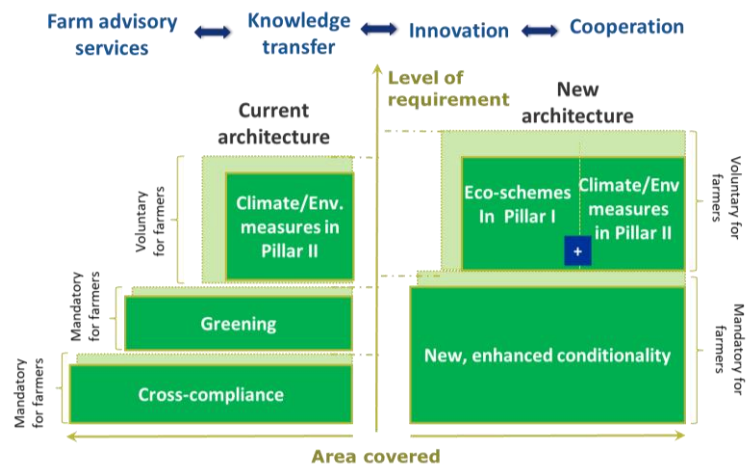 Farm advisory
services
Knowledge
transfer
Innovation
Cooperation
Level of
requirement
Current
architecture
New
architecture
Voluntary
for farmers
Climate/Env.
measures in
Pillar II
Eco-schemes
In Pillar I
Climate/Env
measures
in Pillar II
+
Voluntary for
farmers
Mandatory
for farmers
Greening
Mandatory
for farmers
Cross-compliance
New, enhanced conditionality
Mandatory for
farmers
Area covered